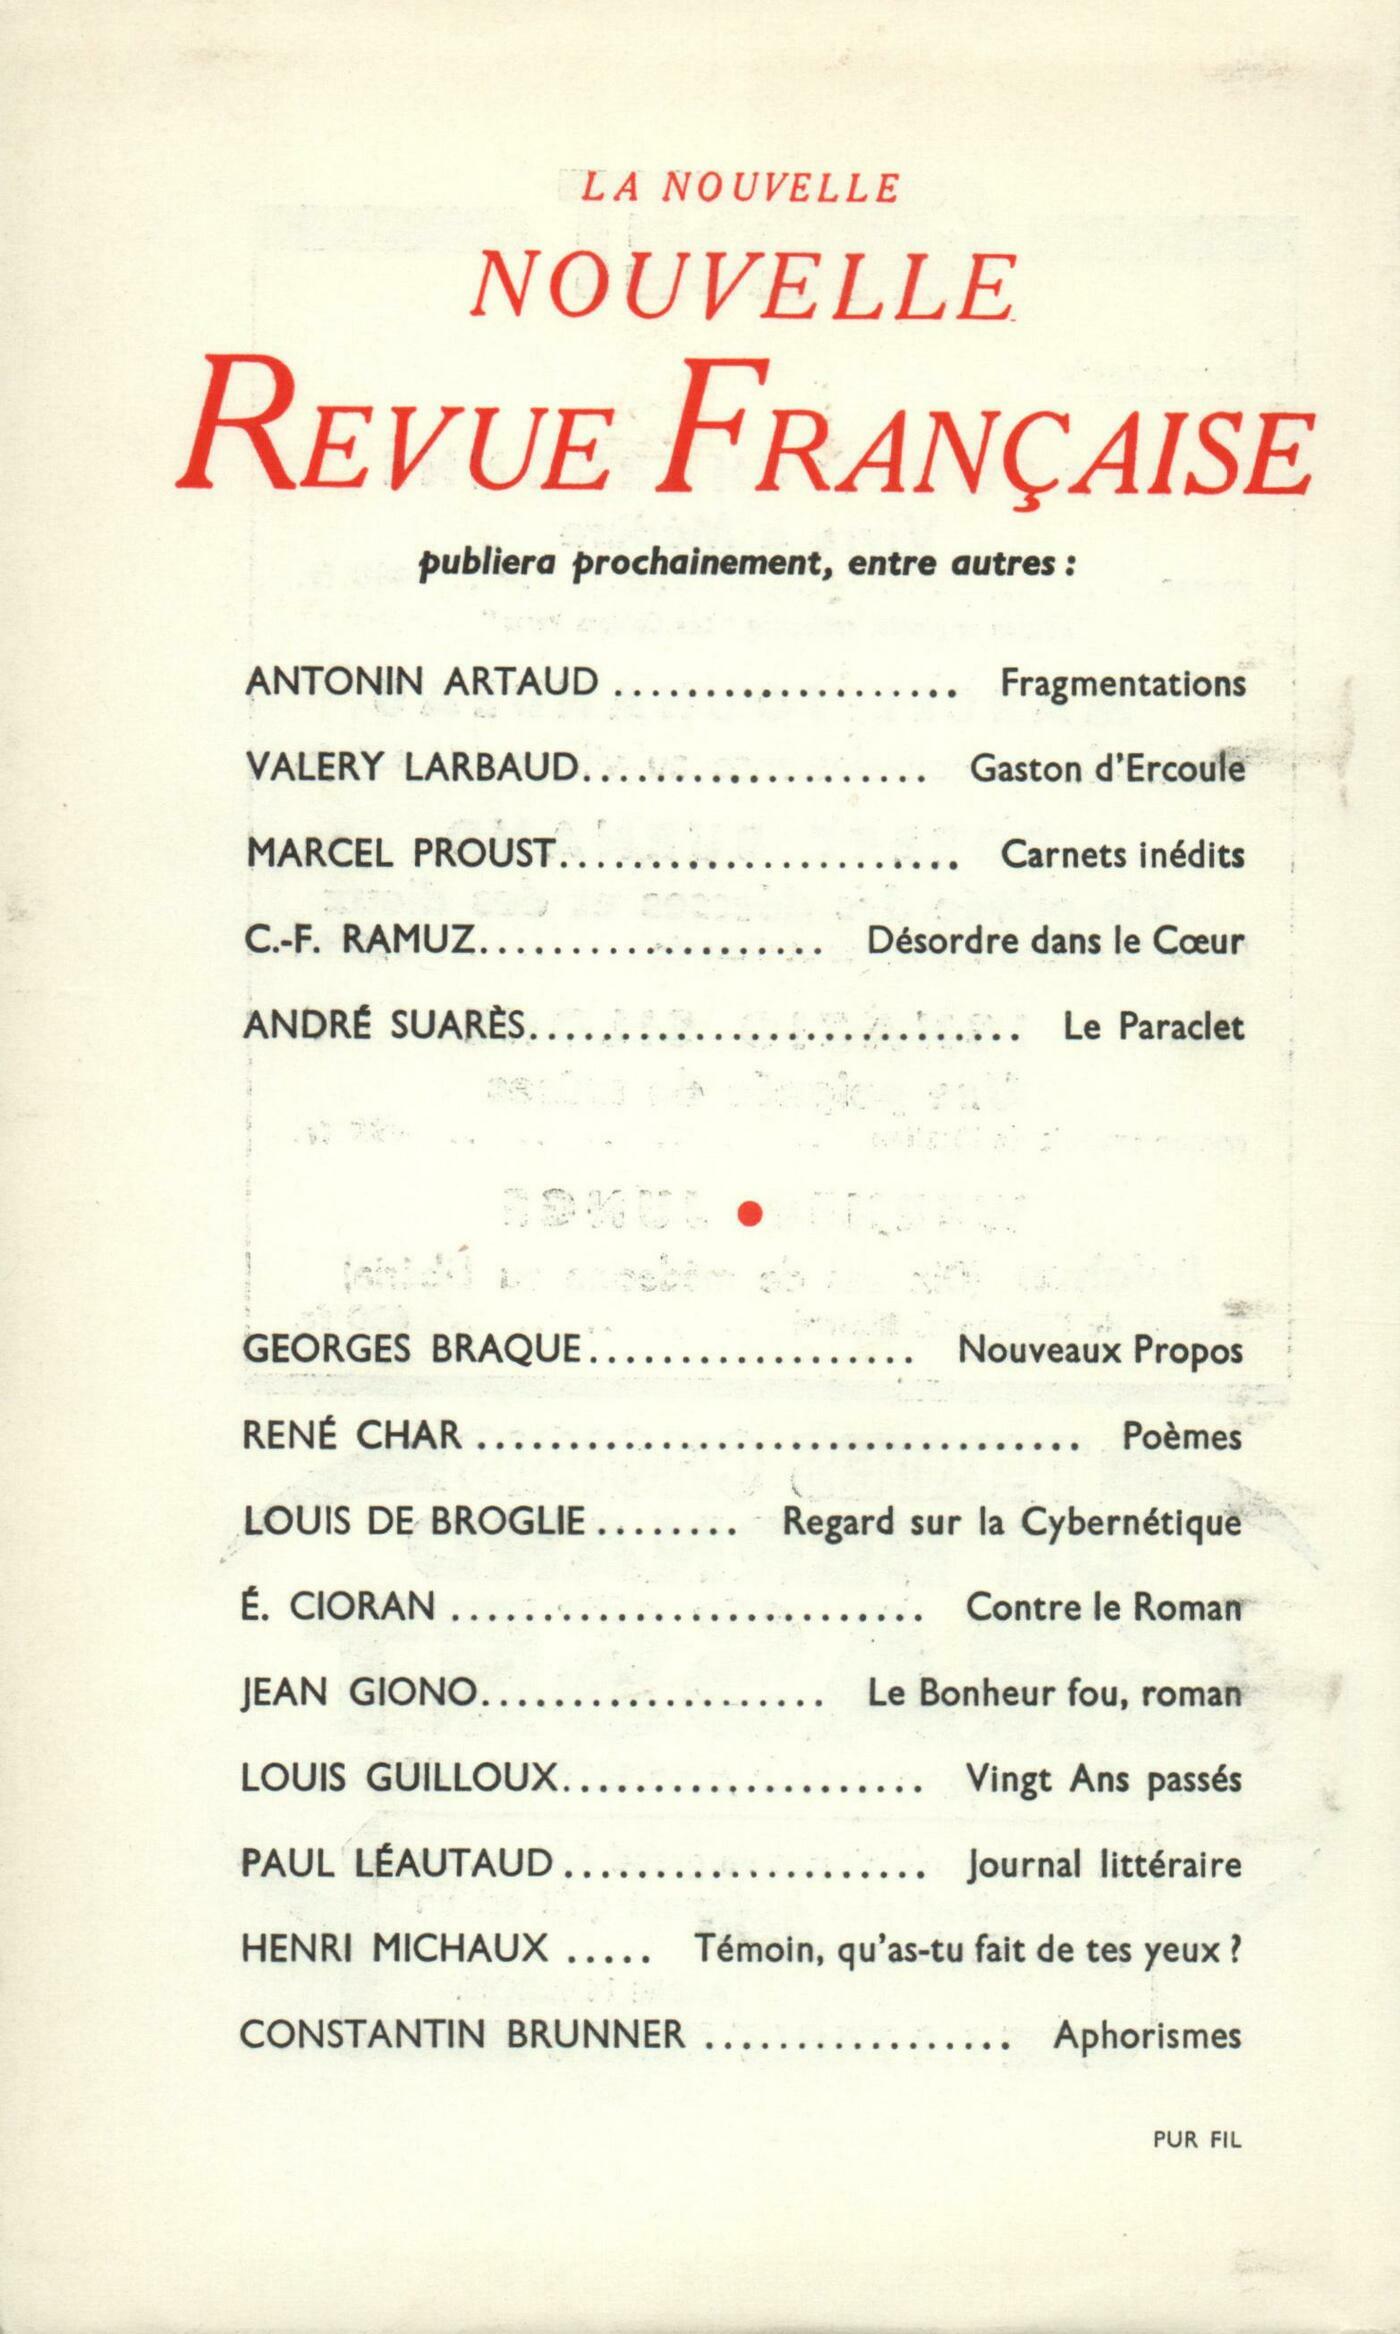 LA NOUVELLE
NOUVELLE
REVUE FRANÇAISE
publiera prochainement, entre autres :
ANTONIN ARTAUD ................... Fragmentations
VALERY LARBAUD................... Gaston d'Ercoule
MARCEL PROUST...................... Carnets inédits
C.-F. RAMUZ................... Désordre dans le Cœur
ANDRÉ SUARÈS........................... Le Paraclet
GEORGES BRAQUE.................. Nouveaux Propos
RENÉ CHAR ................................. Poèmes
LOUIS DE BROGLIE ........ Regard sur la Cybernétique
É. CIORAN .......................... Contre le Roman
JEAN GIONO................... Le Bonheur fou, roman
LOUIS GUILLOUX.................... Vingt Ans passés
PAUL LÉAUTAUD .................... Journal littéraire
HENRI MICHAUX ..... Témoin, qu'as-tu fait de tes yeux ?
CONSTANTIN BRUNNER ................. Aphorismes
PUR FIL